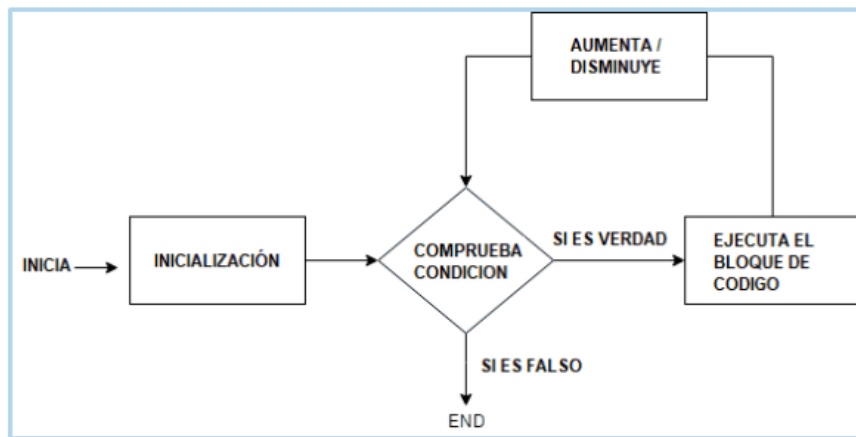 AUMENTA /
DISMINUYE
INICIA
INICIALIZACIÓN
COMPRUEBA
CONDICION
SI ES VERDAD
EJECUTA EL
BLOQUE DE
CODIGO
SI ES FALSO
END